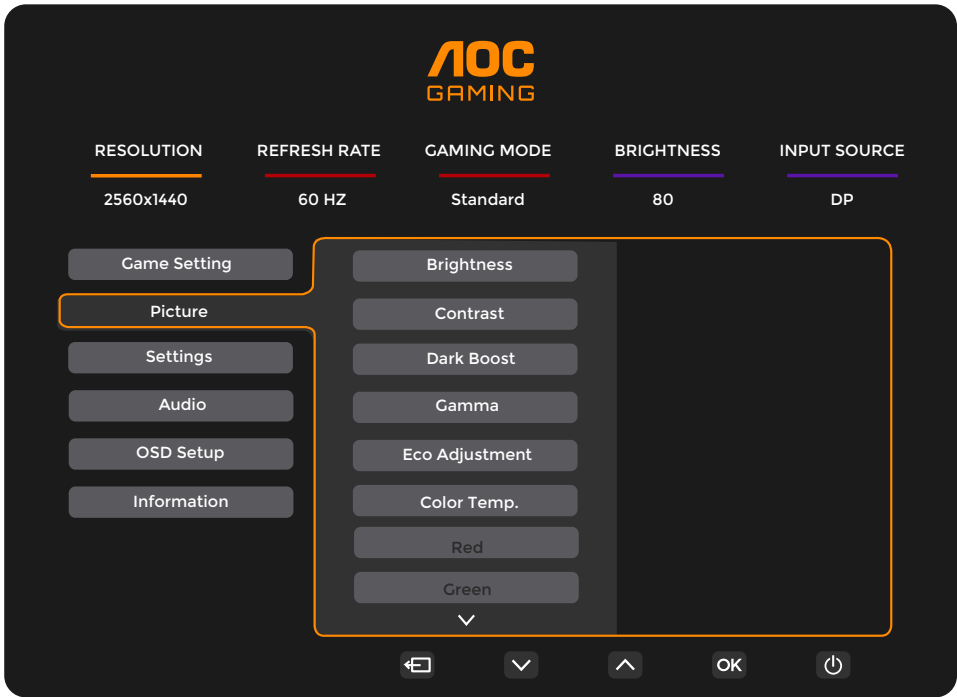 AOC
GAMING
RESOLUTION REFRESH RATE GAMING MODE BRIGHTNESS INPUT SOURCE
2560x1440 60 HZ Standard 80 DP
Game Setting
Picture
Settings
Audio
OSD Setup
Information
Brightness
Contrast
Dark Boost
Gamma
Eco Adjustment
Color Temp.
Red
Green
OK